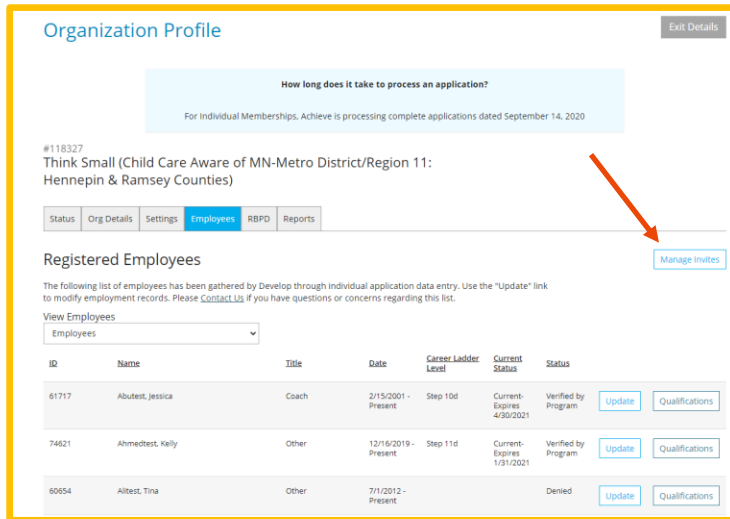 Organization Profile
Exit Details
How long does it take to process an application?
For Individual Memberships, Achieve is processing complete applications dated September 14, 2020
#118327
Think Small (Child Care Aware of MN-Metro District/Region 11:
Hennepin & Ramsey Counties)
Status Org Details Settings Employees RBPD Reports
Registered Employees
Manage Invites
The following list of employees has been gathered by Develop through individual application data entry. Use the "Update" link
to modify employment records. Please Contact Us if you have questions or concerns regarding this list.
View Employees
Employees
ID Name Title Date Career Ladder Level Current Status Status
61717 Abutest, Jessica Coach 2/15/2001 - Present Step 10d Current- Expires 4/30/2021 Verified by Program Update Qualifications
74621 Ahmedtest, Kelly Other 12/16/2019 - Present Step 11d Current- Expires 1/31/2021 Verified by Program Update Qualifications
60654 Alitest, Tina Other 7/1/2012 - Present Denied Update Qualifications